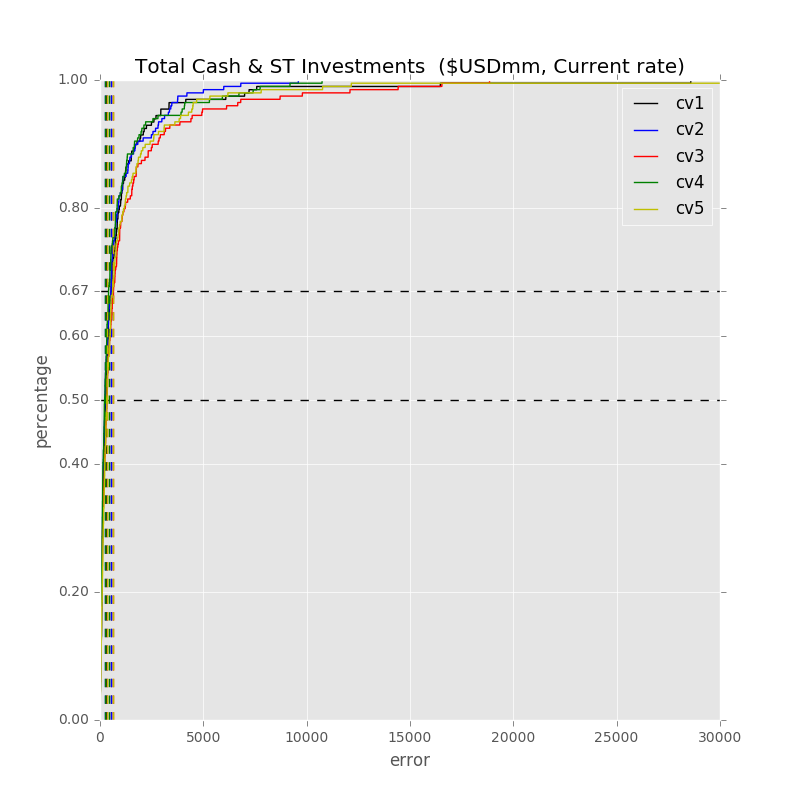 Total Cash & ST Investments  ($USDmm, Current rate)
1.00
0.80
0.67
0.60
0.50
0.40
0.20
0.00
percentage
cv1
cv2
cv3
cv4
cv5
0 5000 10000 15000 20000 25000 30000
error